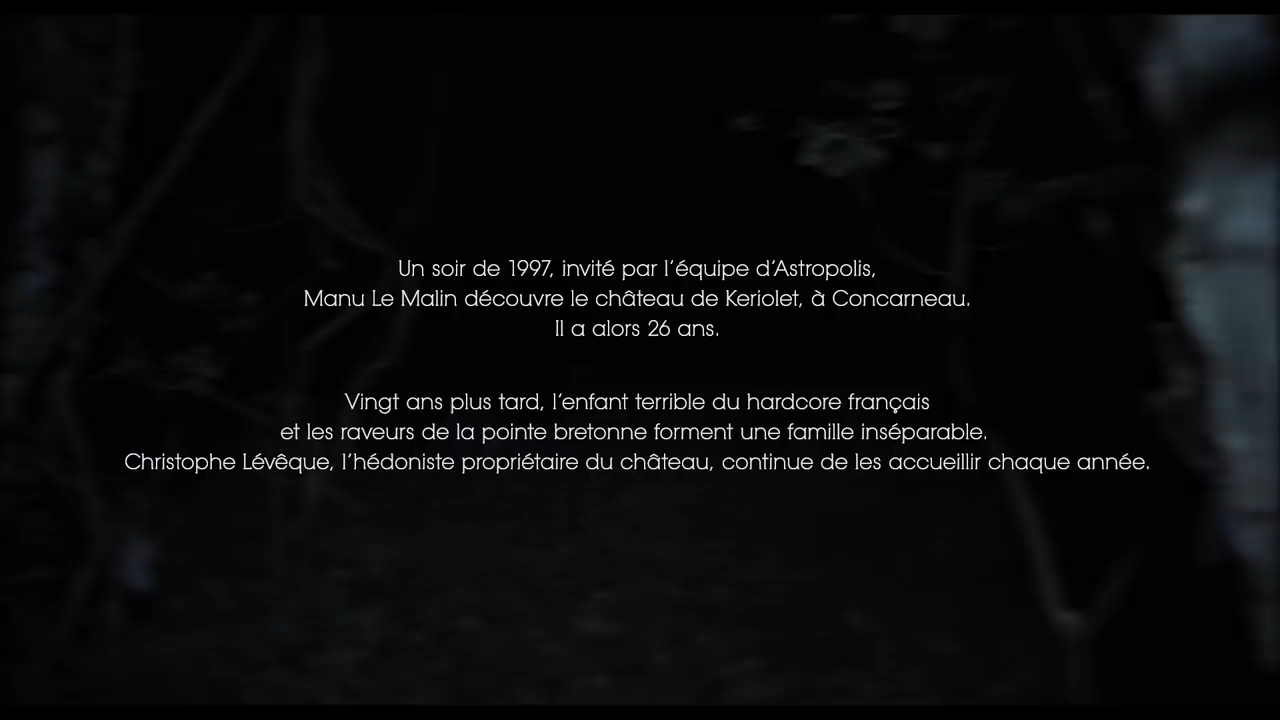 Un soir de 1997, invité par l'équipe d'Astropolis,
Manu Le Malin découvre le château de Keriolet, à Concarneau.
Il a alors 26 ans.
Vingt ans plus tard, l'enfant terrible du hardcore français
et les raveurs de la pointe bretonne forment une famille inséparable.
Christophe Lévêque, l'hédoniste propriétaire du château, continue de les accueillir chaque année.